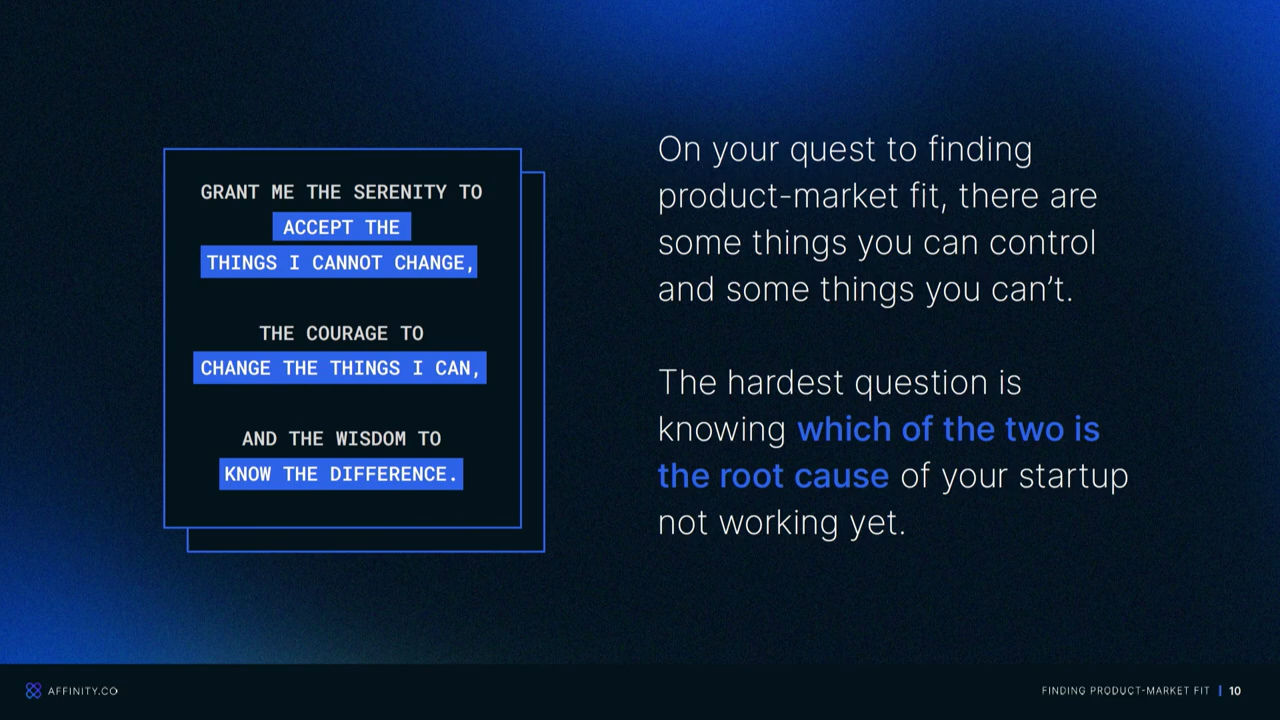 GRANT ME THE SERENITY TO
ACCEPT THE
THINGS I CANNOT CHANGE,
THE COURAGE TO
CHANGE THE THINGS I CAN,
AND THE WISDOM TO
KNOW THE DIFFERENCE.
On your quest to finding
product-market fit, there are
some things you can control
and some things you can’t.
The hardest question is
knowing which of the two is
the root cause of your startup
not working yet.
AFFINITY.CO
FINDING PRODUCT-MARKET FIT | 10